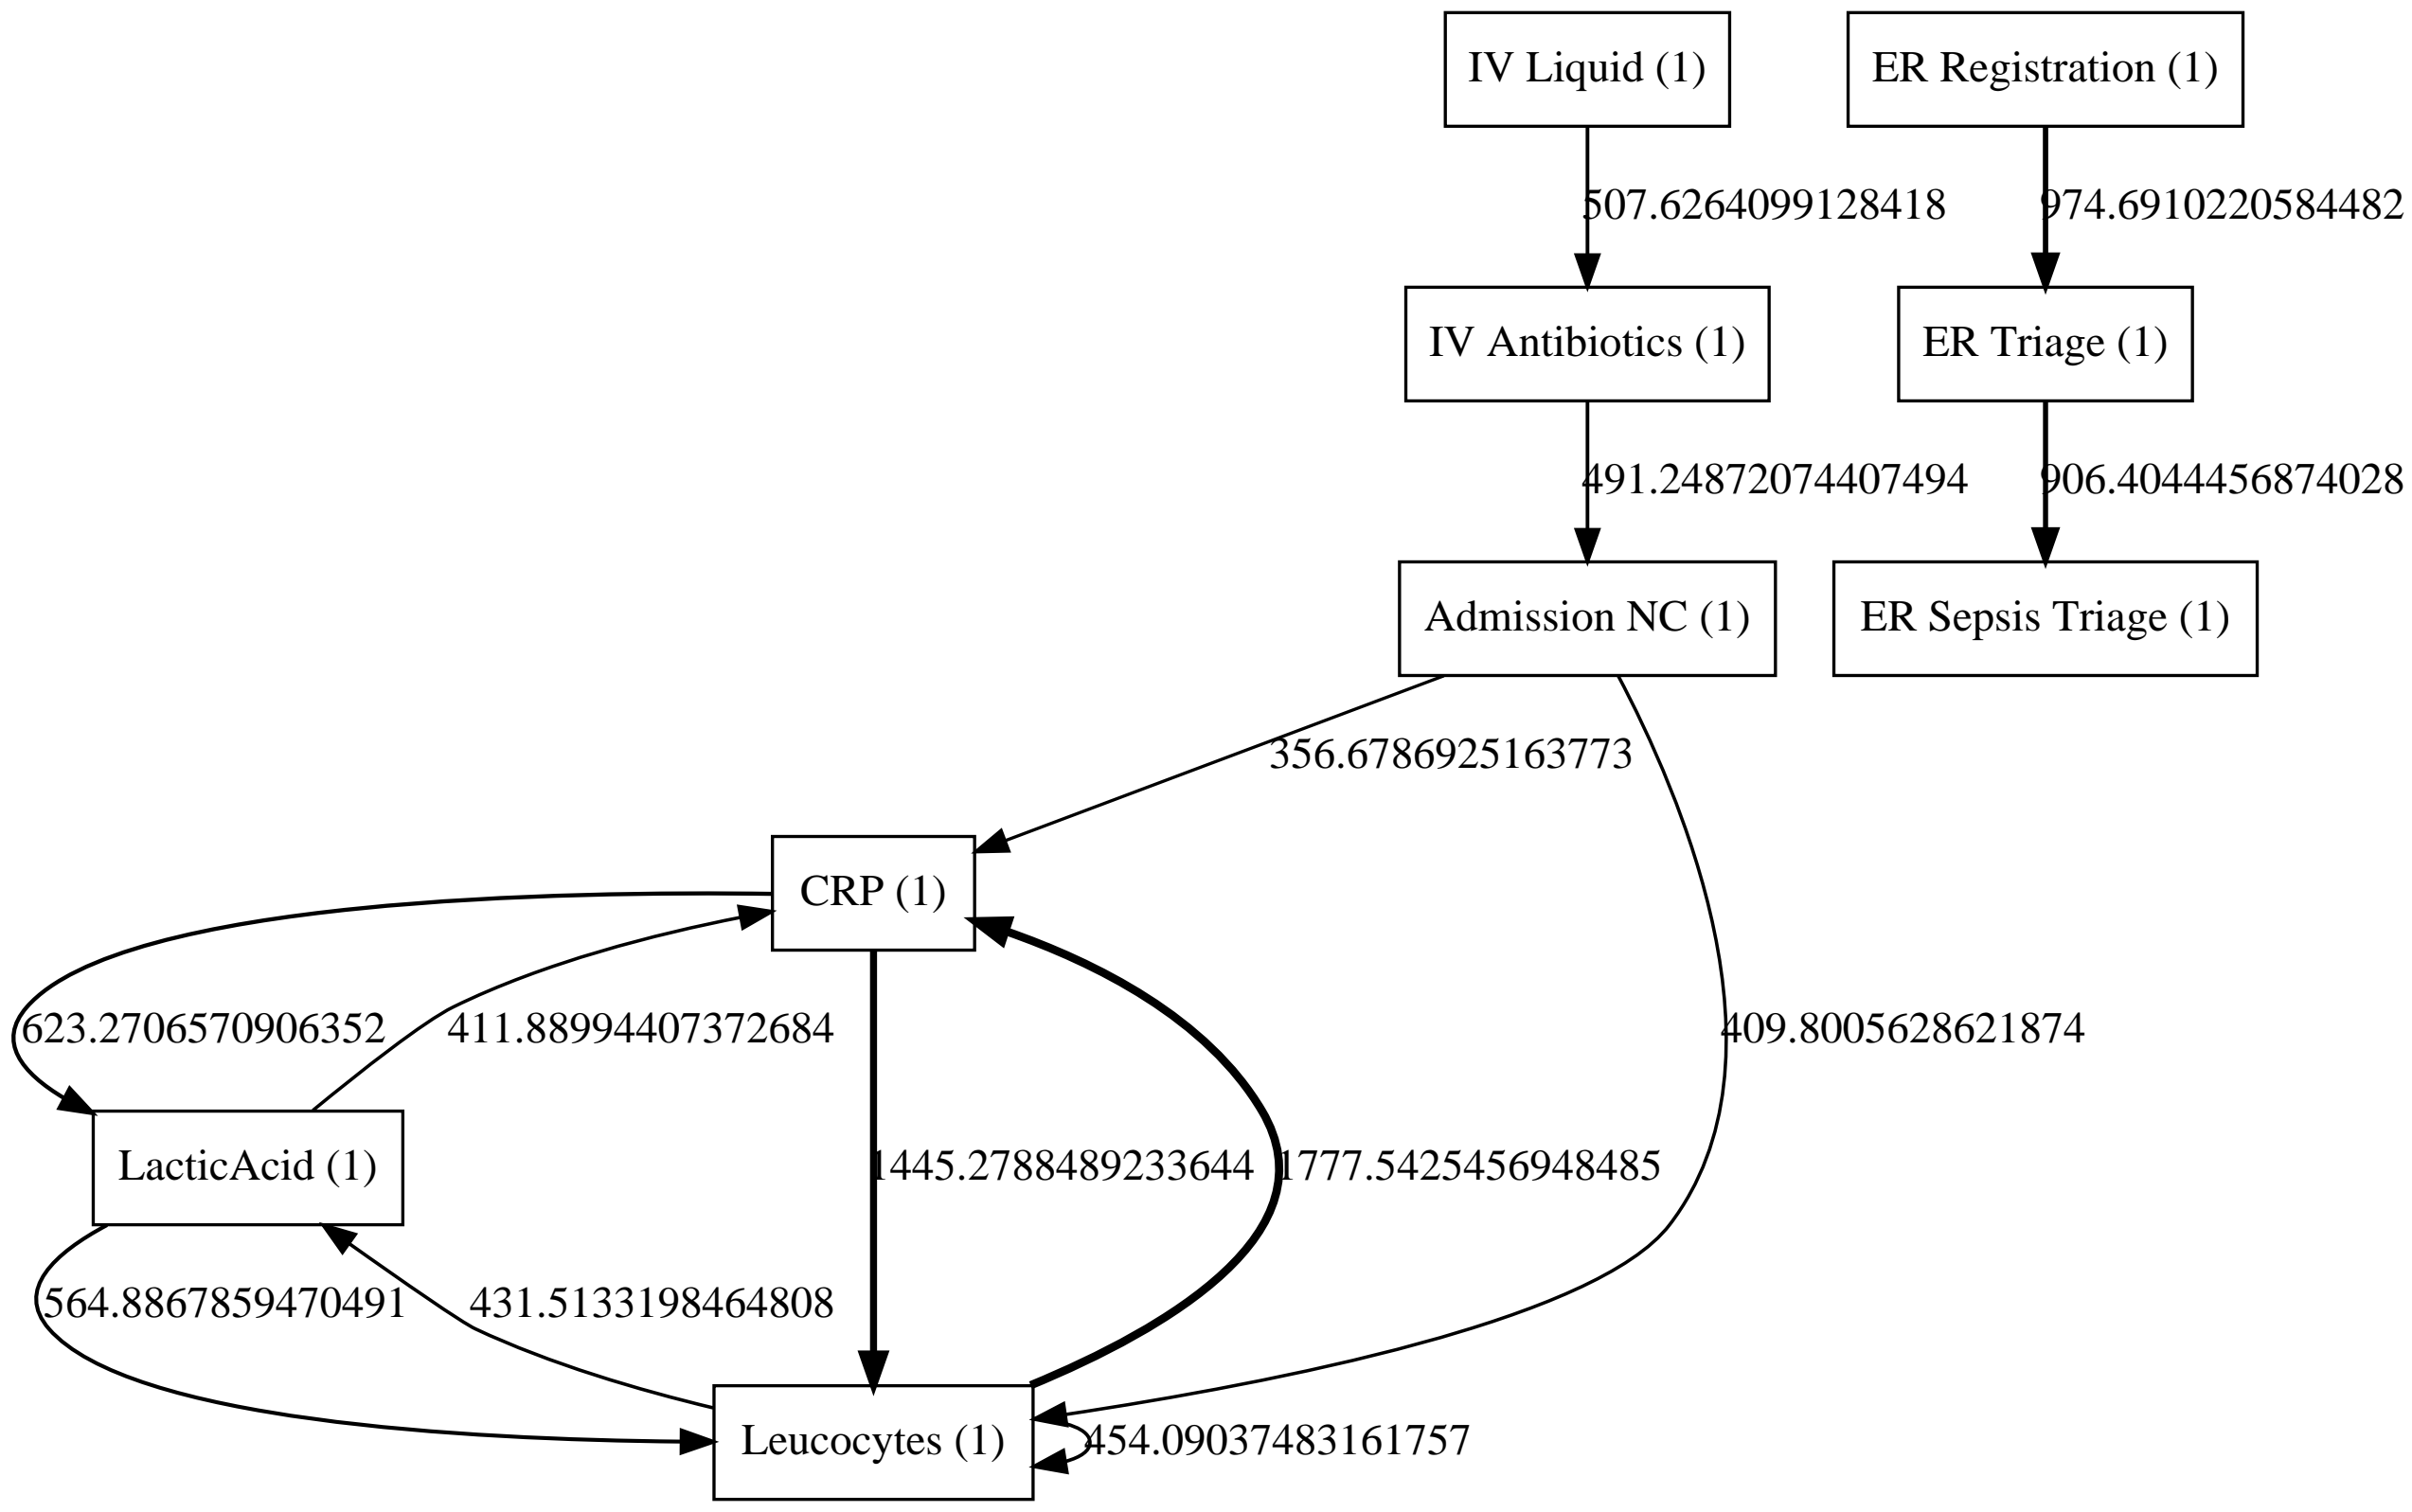 IV Liquid (1)
ER Registration (1)
507.6264099128418
974.6910220584482
IV Antibiotics (1)
ER Triage (1)
491.24872074407494
906.4044456874028
Admission NC (1)
ER Sepsis Triage (1)
356.6786925163773
CRP (1)
623.2706570906352
411.88994407372684
409.8005628621874
LacticAcid (1)
1445.2788489233644
1777.5425456948485
564.8867859470491
431.5133198464808
Leucocytes (1)
454.09037483161757